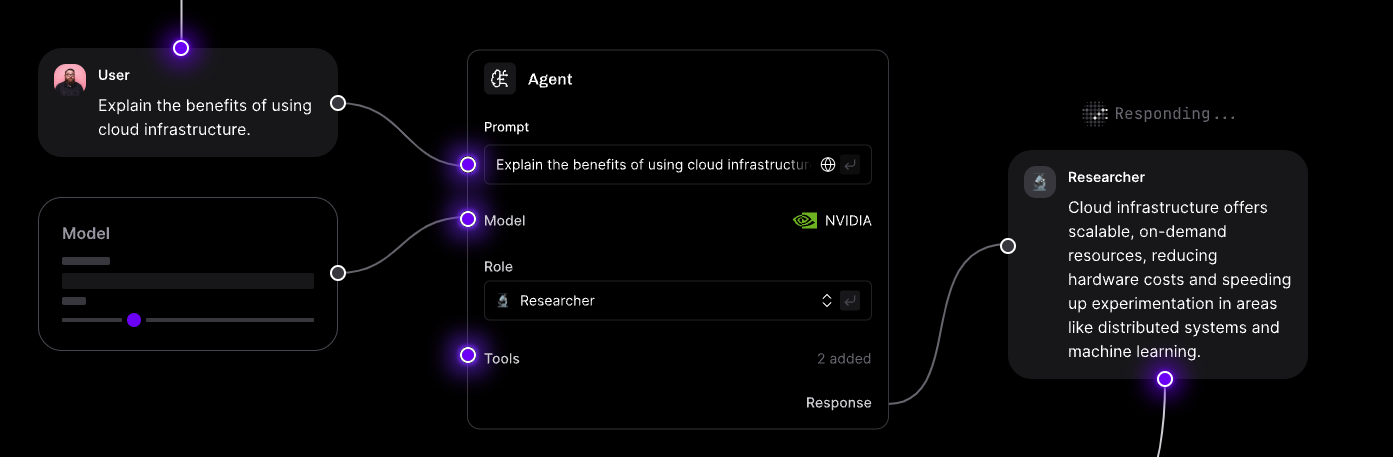 User
Explain the benefits of using
cloud infrastructure.
Model
Agent
Prompt
Explain the benefits of using cloud infrastructur
Model
NVIDIA
Role
Researcher
Tools
2 added
Response
Responding...
Researcher
Cloud infrastructure offers
scalable, on-demand
resources, reducing
hardware costs and speeding
up experimentation in areas
like distributed systems and
machine learning.